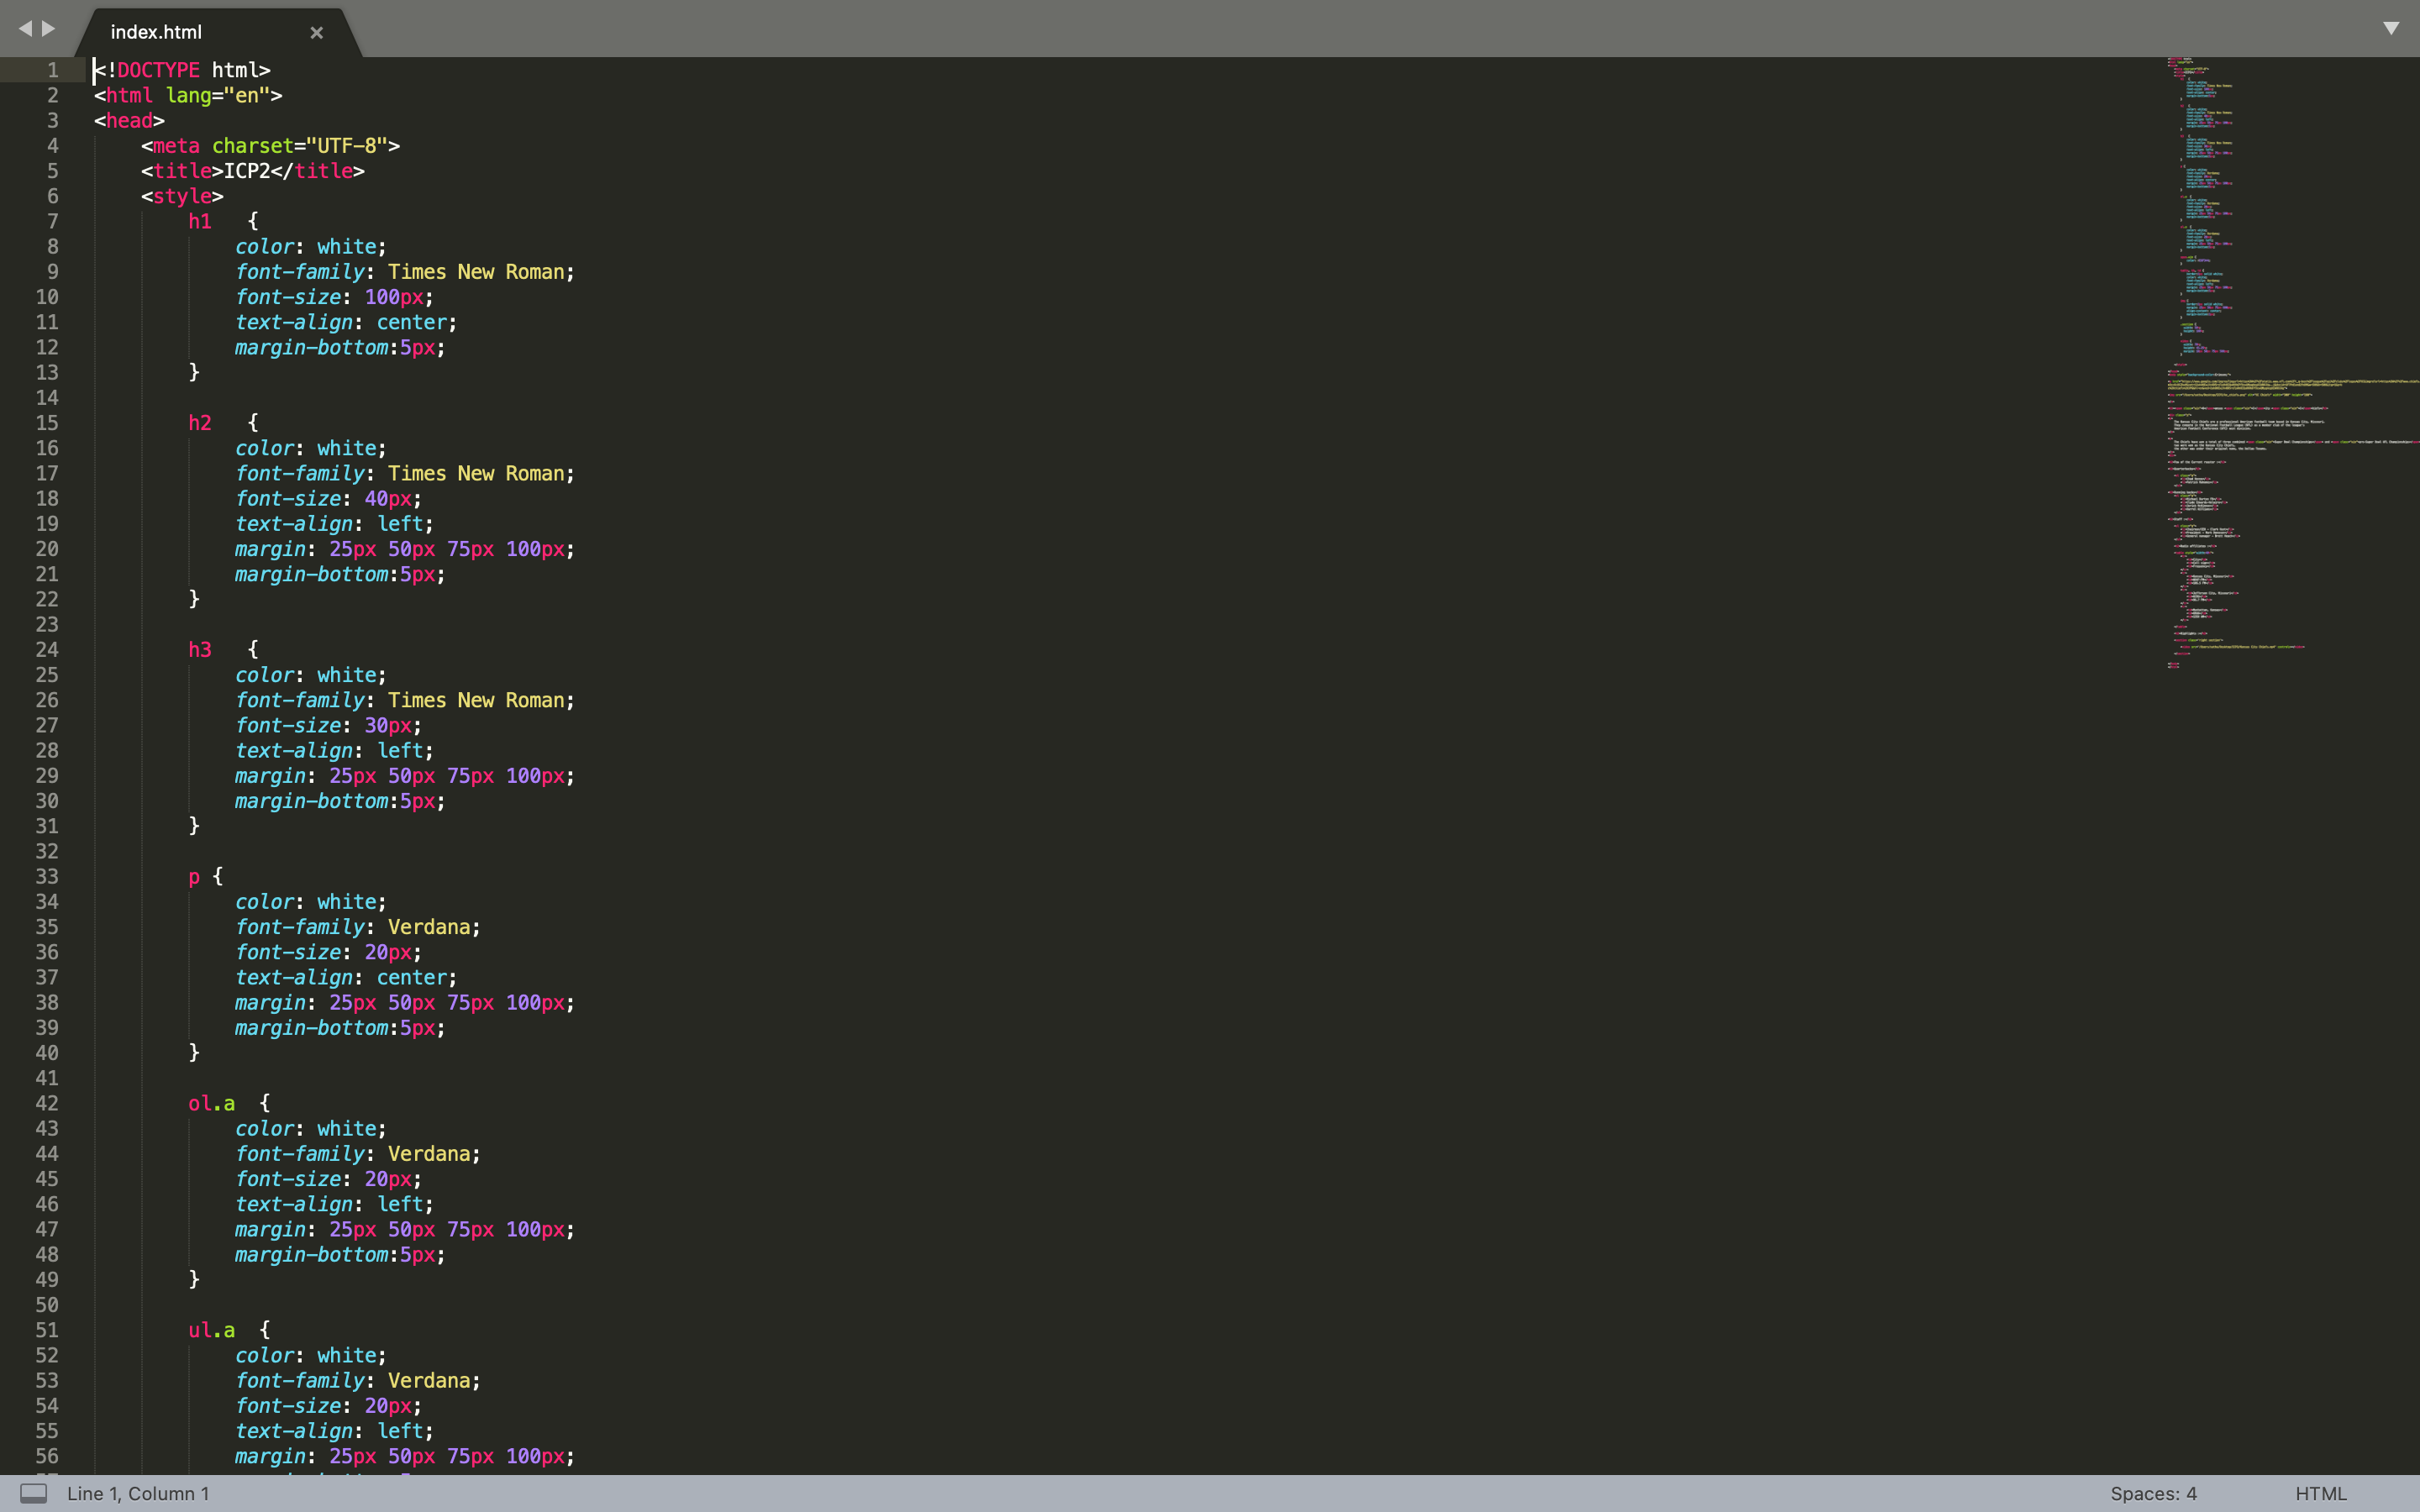 index.html ×
1 <!DOCTYPE html>
2 <html lang="en">
3 <head>
4     <meta charset="UTF-8">
5     <title>ICP2</title>
6     <style>
7         h1   {
8             color: white;
9             font-family: Times New Roman;
10             font-size: 100px;
11             text-align: center;
12             margin-bottom:5px;
13         }
14
15         h2   {
16             color: white;
17             font-family: Times New Roman;
18             font-size: 40px;
19             text-align: left;
20             margin: 25px 50px 75px 100px;
21             margin-bottom:5px;
22         }
23
24         h3   {
25             color: white;
26             font-family: Times New Roman;
27             font-size: 30px;
28             text-align: left;
29             margin: 25px 50px 75px 100px;
30             margin-bottom:5px;
31         }
32
33         p {
34             color: white;
35             font-family: Verdana;
36             font-size: 20px;
37             text-align: center;
38             margin: 25px 50px 75px 100px;
39             margin-bottom:5px;
40         }
41
42         ol.a  {
43             color: white;
44             font-family: Verdana;
45             font-size: 20px;
46             text-align: left;
47             margin: 25px 50px 75px 100px;
48             margin-bottom:5px;
49         }
50
51         ul.a  {
52             color: white;
53             font-family: Verdana;
54             font-size: 20px;
55             text-align: left;
56             margin: 25px 50px 75px 100px;
Line 1, Column 1
Spaces: 4
HTML